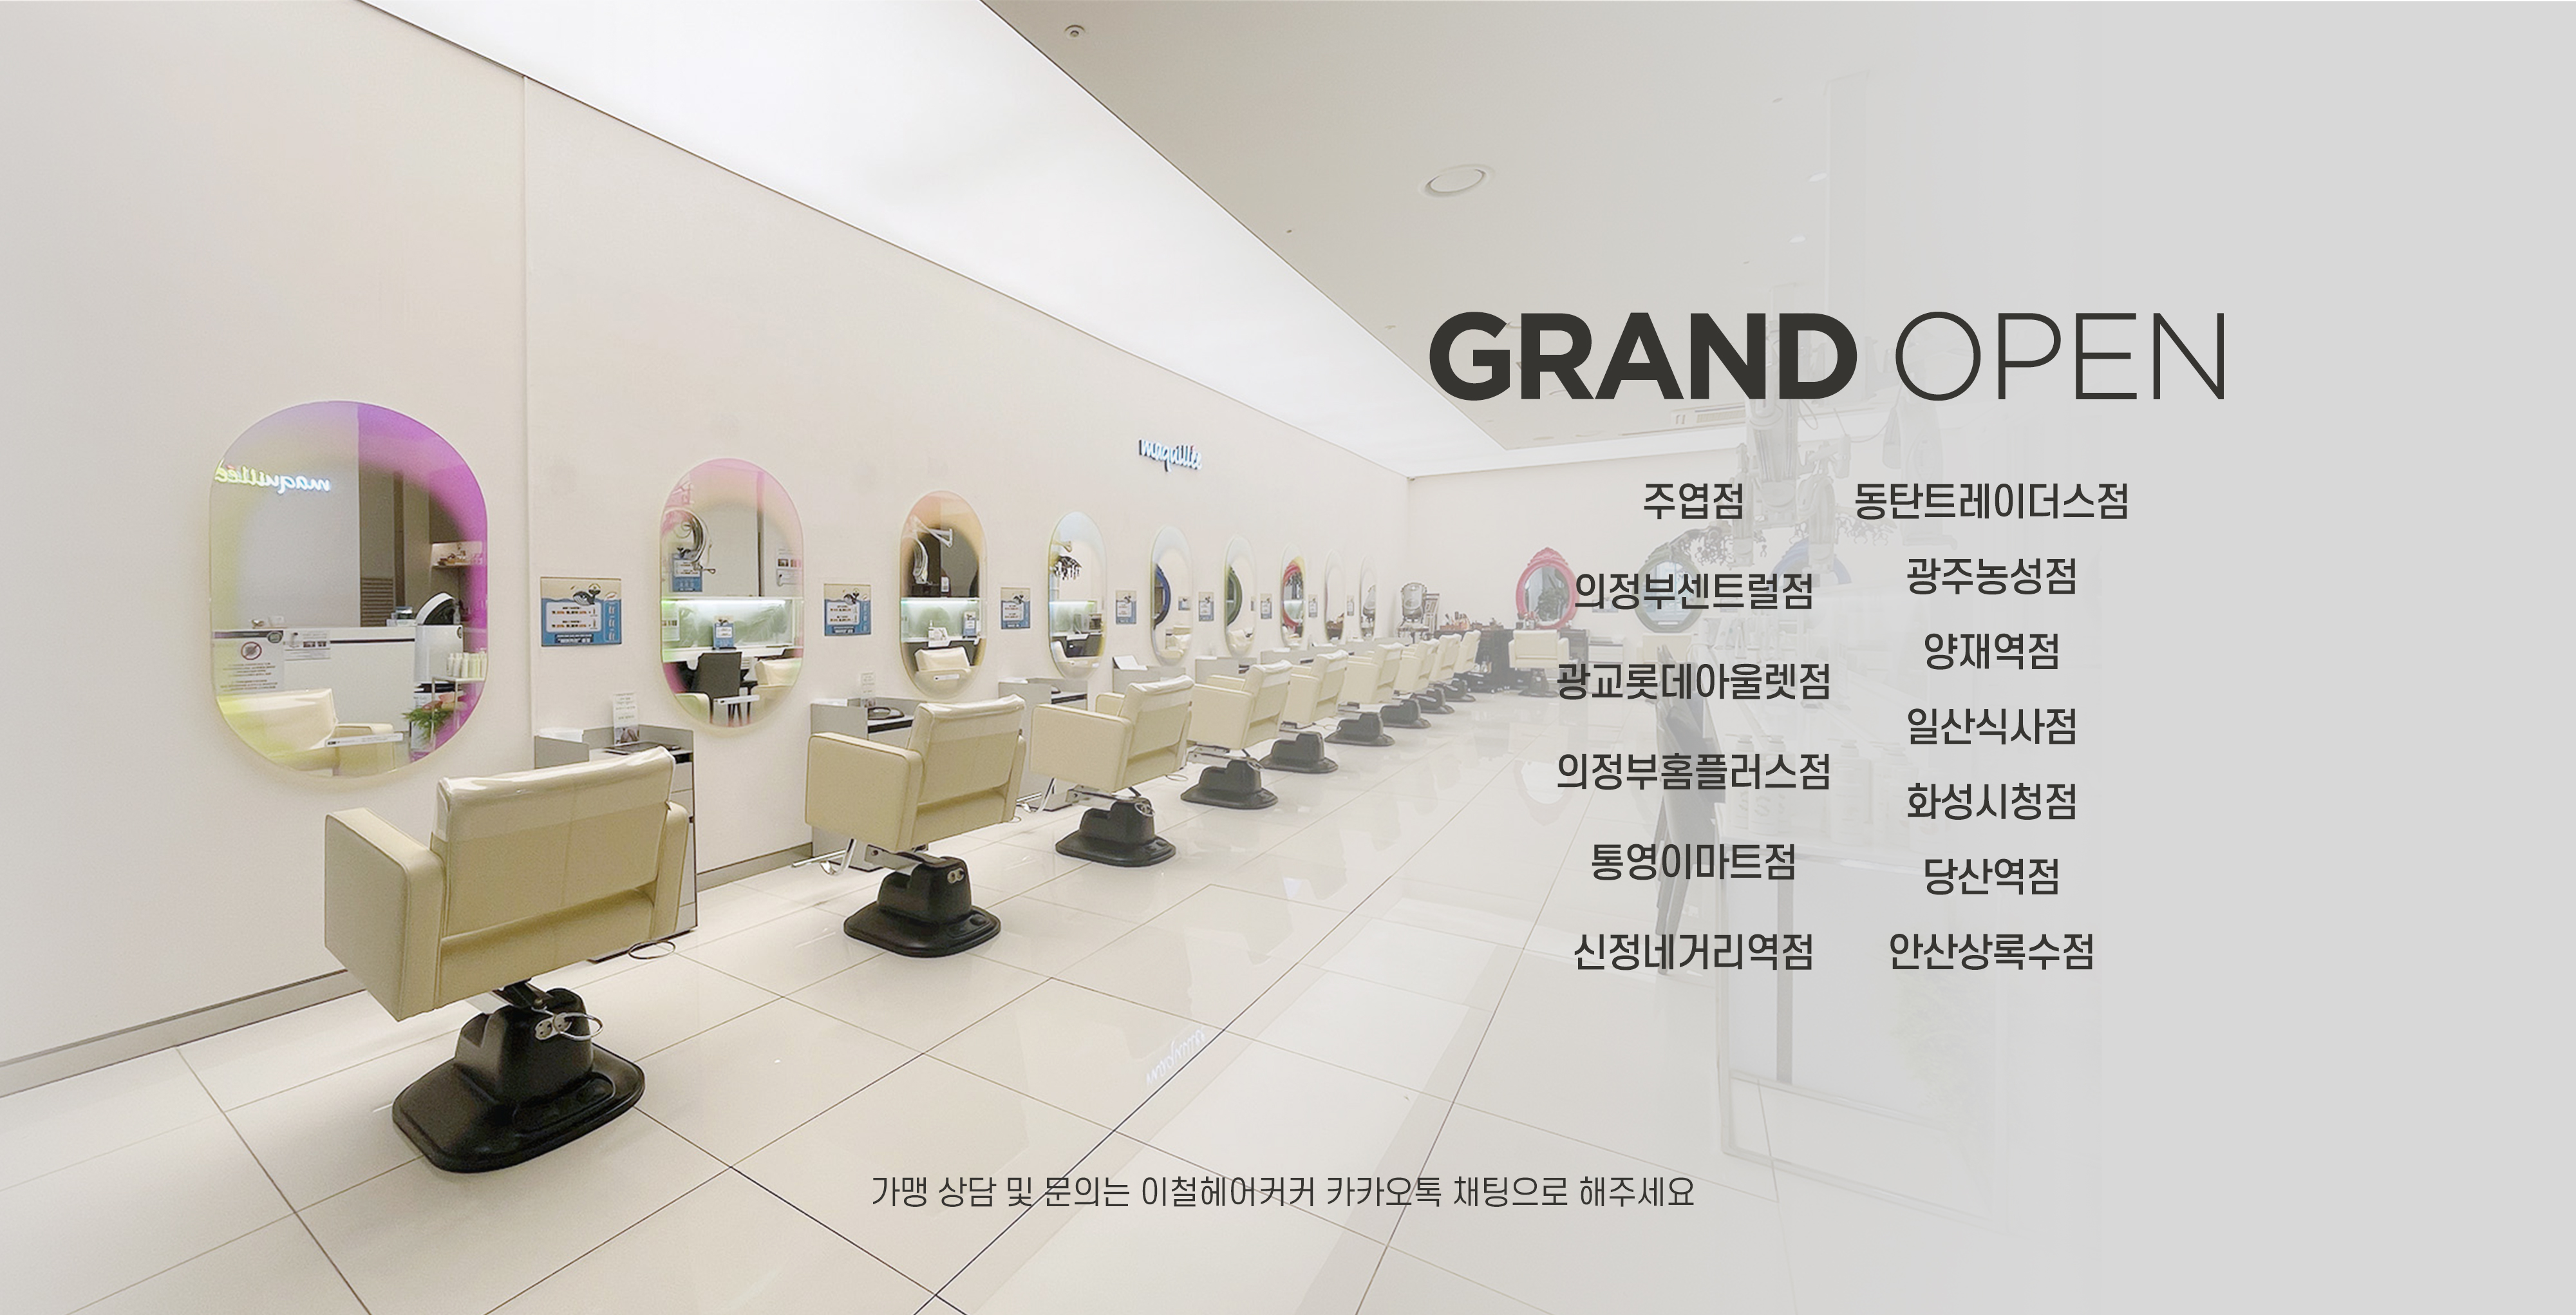 GRAND OPEN
주엽점
의정부센트럴점
광교롯데아울렛점
의정부홈플러스점
통영이마트점
신정네거리역점
동탄트레이더스점
광주농성점
양재역점
일산식사점
화성시청점
당산역점
안산상록수점
maquillée
가맹 상담 및 문의는 이철헤어커커 카카오톡 채팅으로 해주세요